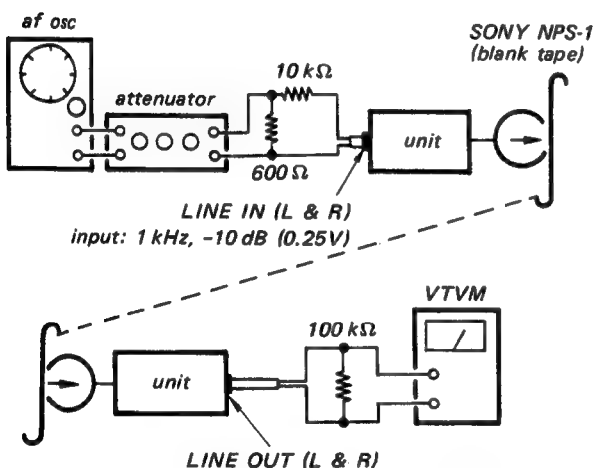 af osc
SONY NPS-1
(blank tape)
attenuator
10 kΩ
600 Ω
unit
LINE IN (L & R)
input: 1 kHz, -10 dB (0.25V)
VTVM
100 kΩ
unit
LINE OUT (L & R)